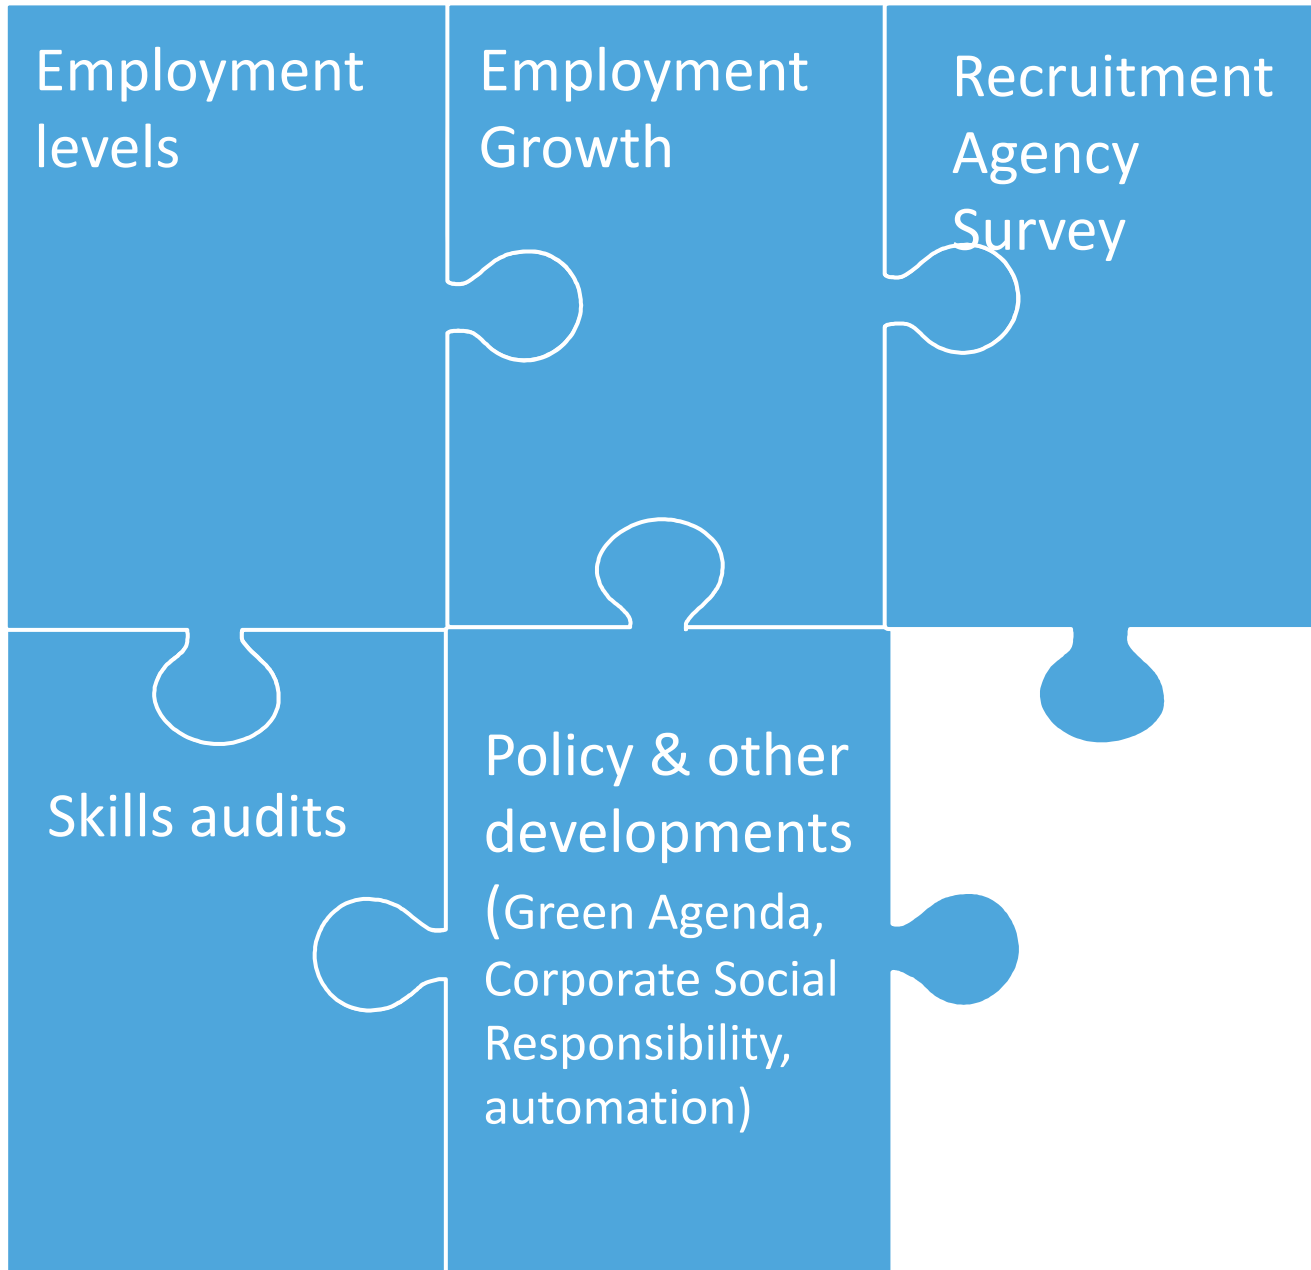 Employment
levels
Employment
Growth
Recruitment
Agency
Survey
Skills audits
Policy & other
developments
(Green Agenda,
Corporate Social
Responsibility,
automation)